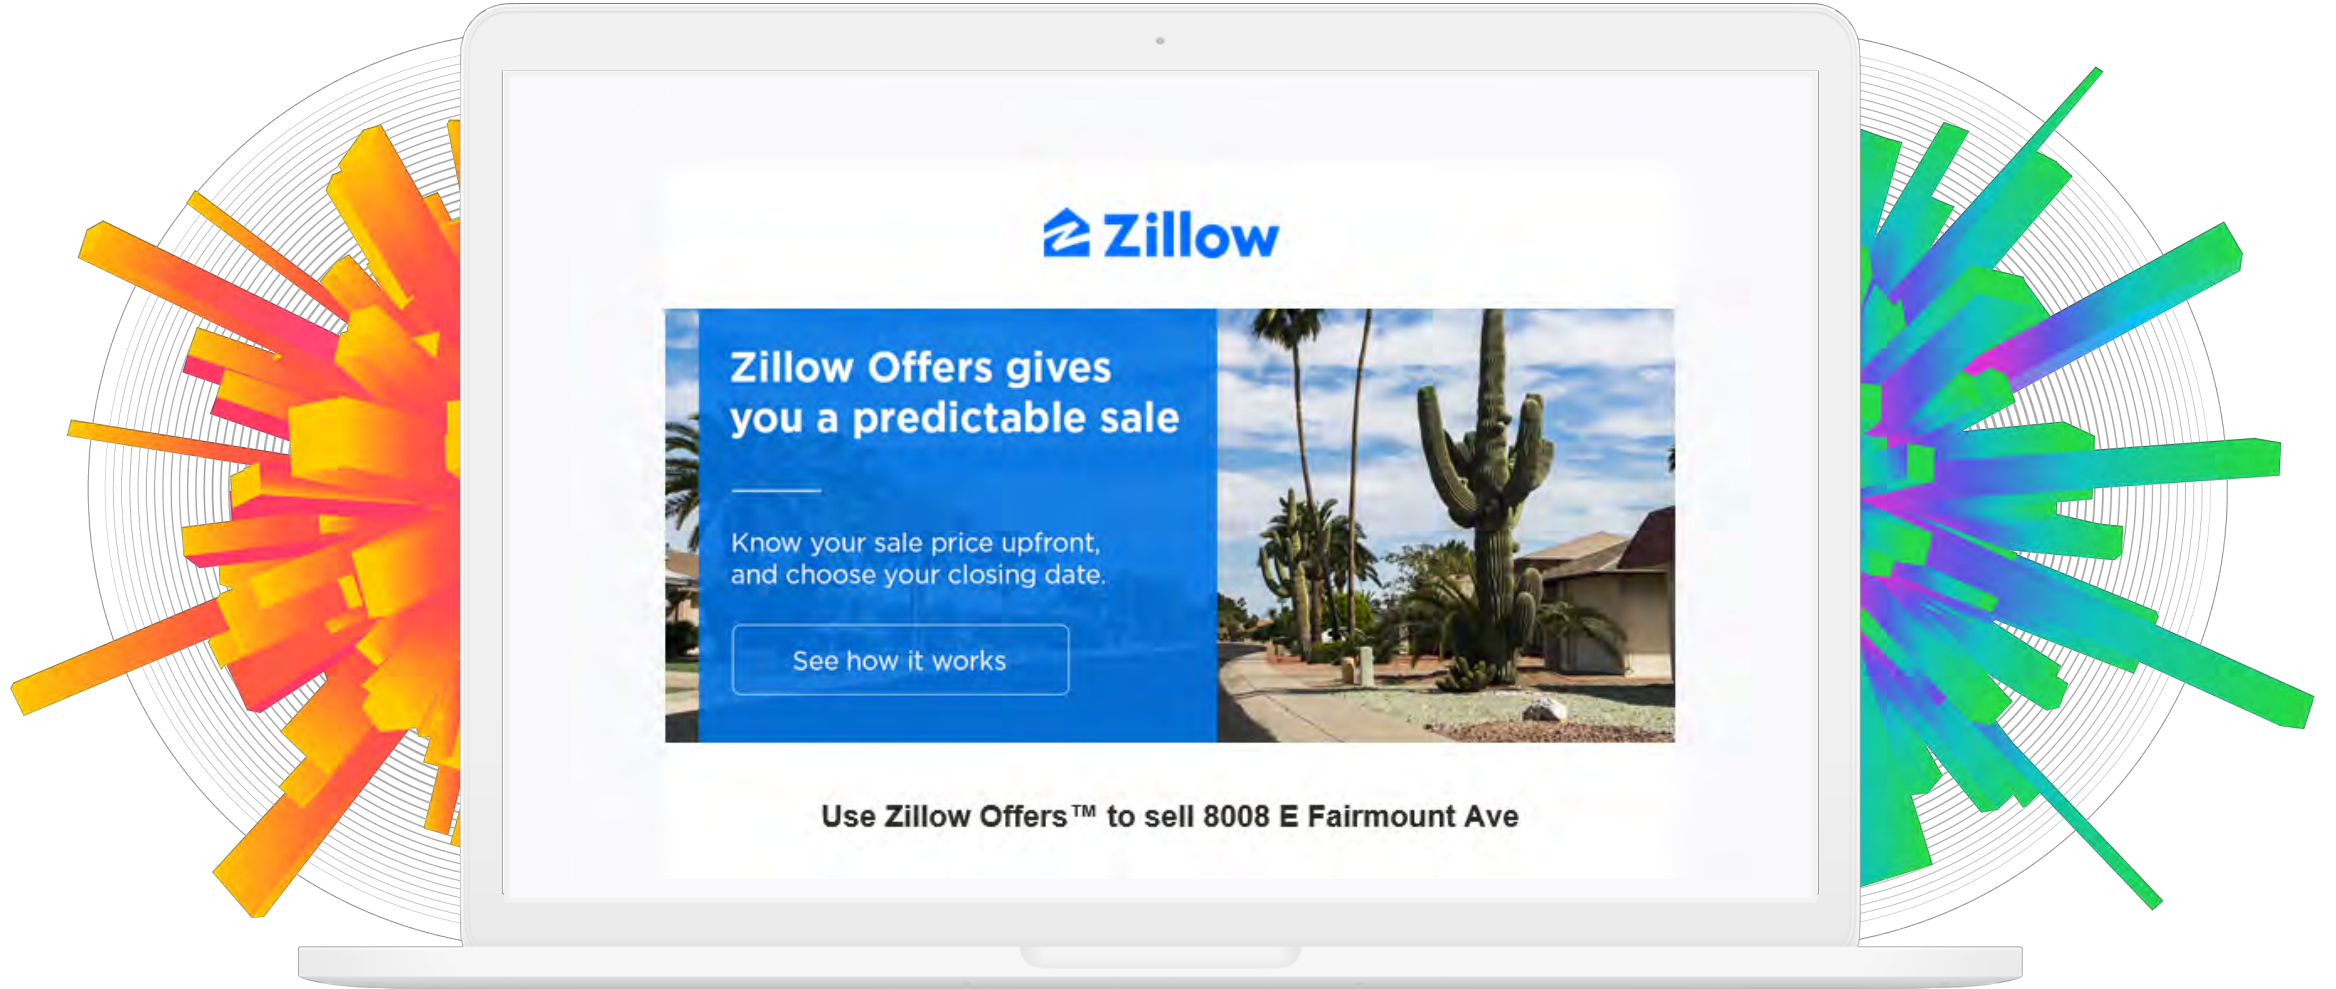 Zillow
Zillow Offers gives
you a predictable sale
Know your sale price upfront,
and choose your closing date.
See how it works
Use Zillow Offers™ to sell 8008 E Fairmount Ave